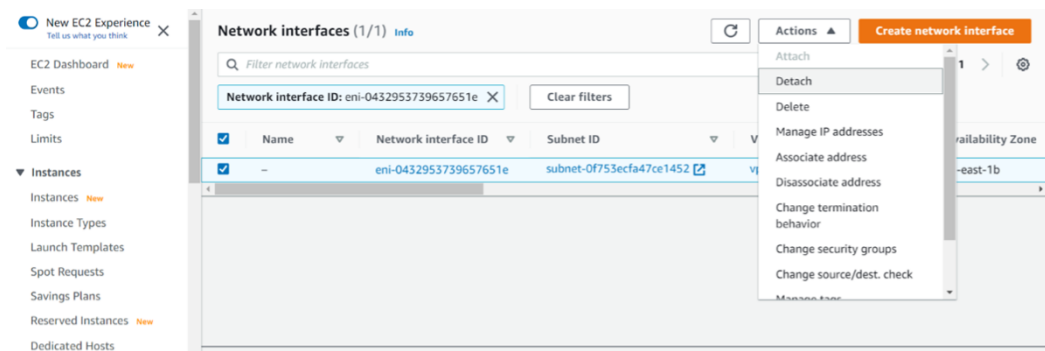 New EC2 Experience
Tell us what you think
EC2 Dashboard New
Events
Tags
Limits
Instances
Instances New
Instance Types
Launch Templates
Spot Requests
Savings Plans
Reserved Instances New
Dedicated Hosts
Network interfaces (1/1) Info
Actions
Create network interface
Filter network interfaces
1
Network interface ID: eni-0432953739657651e
Clear filters
Name Network interface ID Subnet ID V vailability Zone
– eni-0432953739657651e subnet-0f753ecfa47ce1452 vp -east-1b
Attach
Detach
Delete
Manage IP addresses
Associate address
Disassociate address
Change termination
behavior
Change security groups
Change source/dest. check
Manage tags